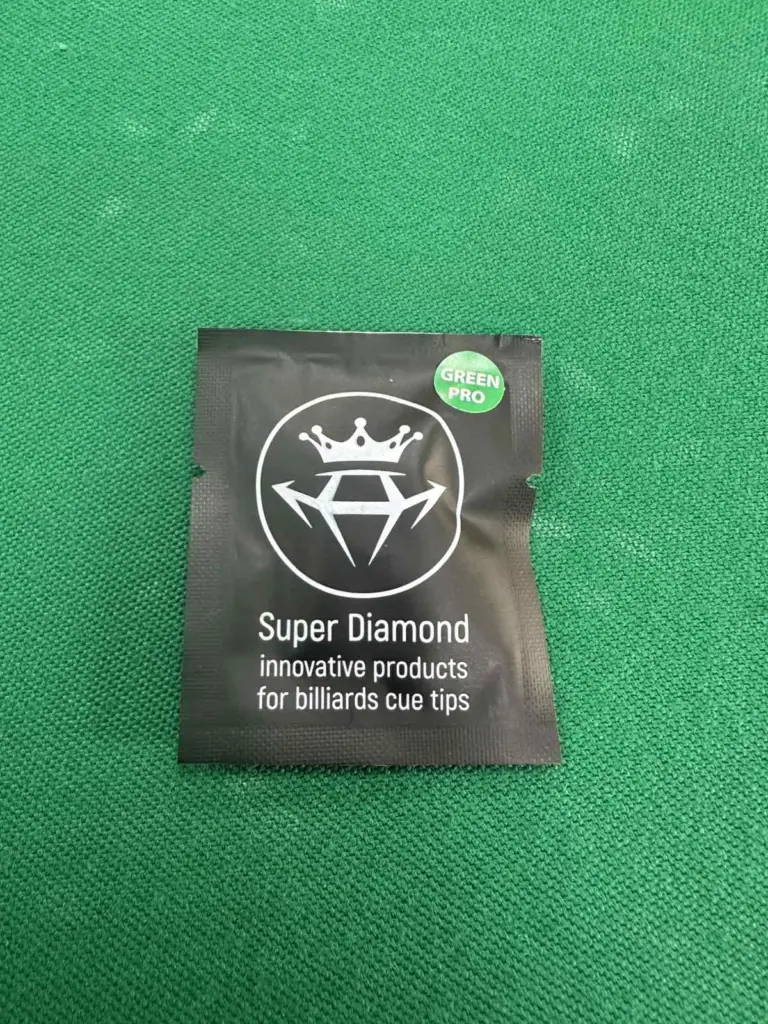 GREEN
PRO
Super Diamond
innovative products
for billiards cue tips